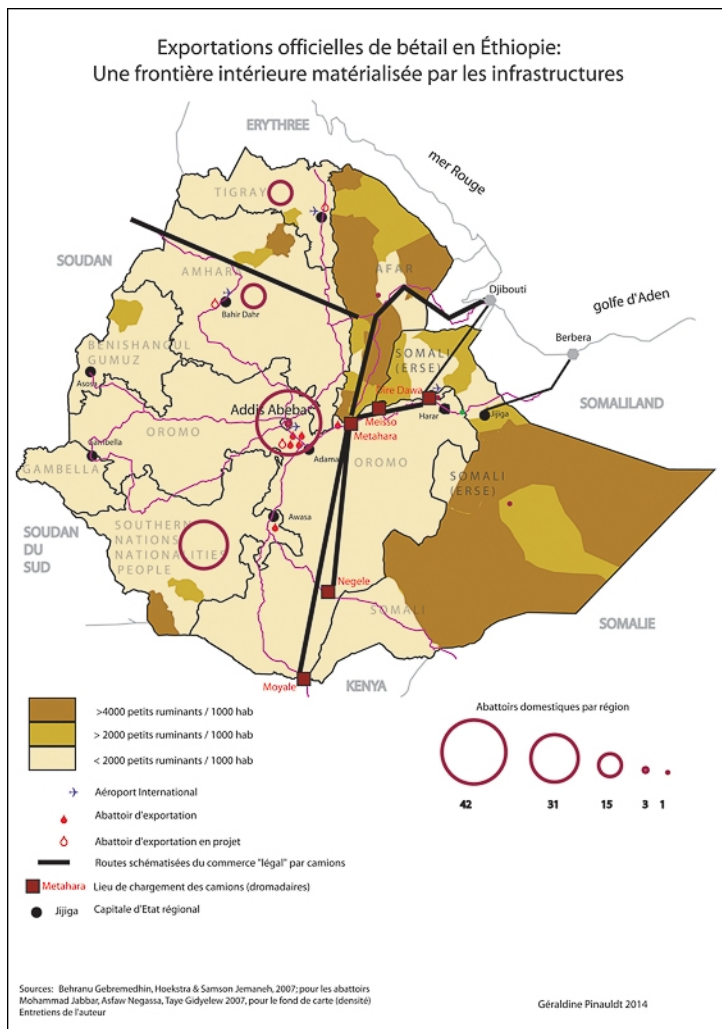 Exportations officielles de bétail en Éthiopie:
Une frontière intérieure matérialisée par les infrastructures
ERYTHREE
mer Rouge
TIGRAY
SOUDAN
AFAR
AMHARA
Djibouti
golfe d'Aden
Bahir Dahr
Berbera
BENISHANGUL
GUMUZ
SOMALI
(ERSE)
Asosa
Dire Dawa
SOMALILAND
Addis Abeba
Meisso
Harar
Jijiga
Metahara
OROMO
Gambella
Adama
OROMO
GAMBELLA
SOMALI
(ERSE)
SOUDAN
DU
SUD
Awasa
SOUTHERN
NATIONS
NATIONALITIES
PEOPLE
Negele
SOMALI
SOMALIE
Moyale
KENYA
>4000 petits ruminants / 1000 hab
> 2000 petits ruminants / 1000 hab
< 2000 petits ruminants / 1000 hab
Abattoirs domestiques par région
42 31 15 3 1
Aéroport International
Abattoir d'exportation
Abattoir d'exportation en projet
Routes schématisées du commerce "légal" par camions
Metahara Lieu de chargement des camions (dromadaires)
Jijiga Capitale d'Etat régional
Sources: Behranu Gebremedhin, Hoekstra & Samson Jemaneh, 2007; pour les abattoirs
Mohammad Jabbar, Asfaw Negassa, Taye Gidyelew 2007, pour le fond de carte (densité)
Entretiens de l'auteur
Géraldine Pinauldt 2014